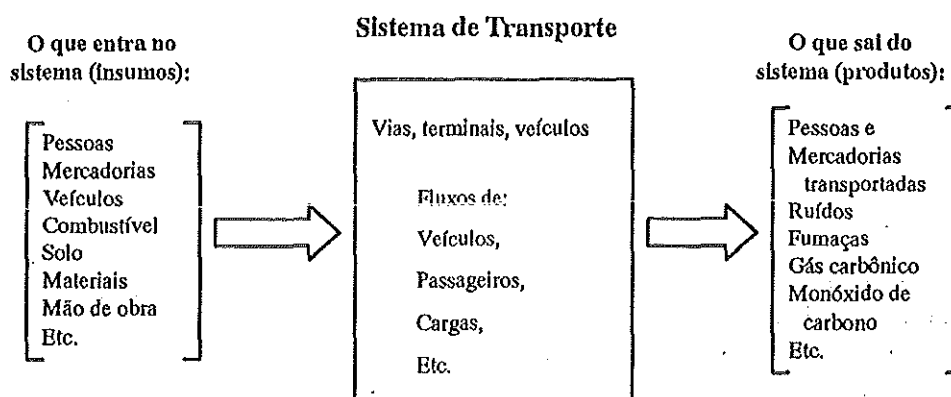 O que entra no
sistema (insumos):
Pessoas
Mercadorias
Veículos
Combustível
Solo
Materiais
Mão de obra
Etc.
Sistema de Transporte
Vias, terminais, veículos
Fluxos de:
Veículos,
Passageiros,
Cargas,
Etc.
O que sai do
sistema (produtos):
Pessoas e
Mercadorias
transportadas
Ruídos
Fumaças
Gás carbônico
Monóxido de
carbono
Etc.